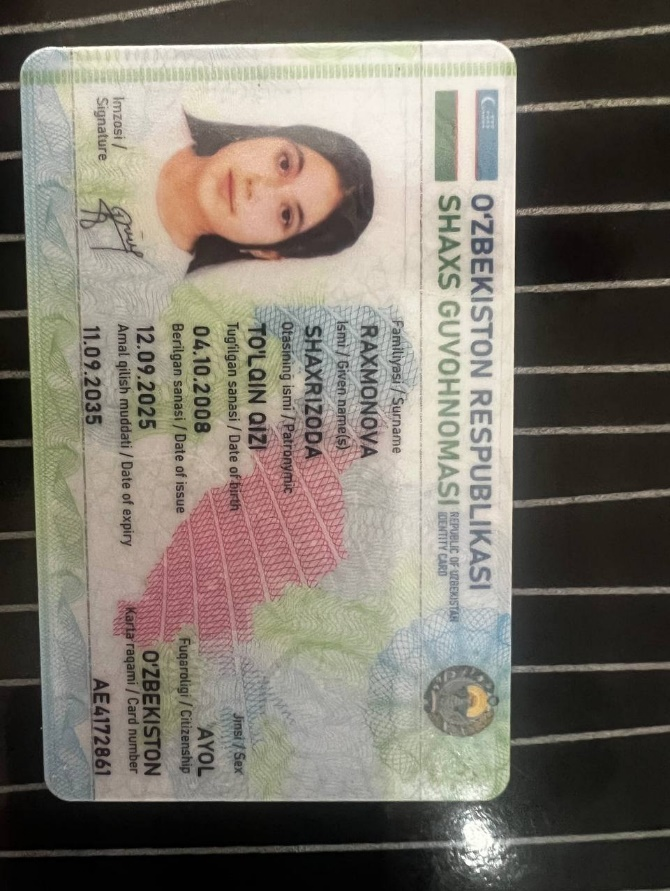 O'ZBEKISTON RESPUBLIKASI
SHAXS GUVOHNOMASI REPUBLIC OF UZBEKISTAN
IDENTITY CARD
Familiyasi / Surname
RAXMONOVA
Ismi / Given name(s)
SHAXRIZODA
Otasining ismi / Patronymic
TO'LQIN QIZI
Tug'ilgan sanasi / Date of birth
04.10.2008
Jinsi / Sex
AYOL
Berilgan sanasi / Date of issue
12.09.2025
Fuqaroligi / Citizenship
O'ZBEKISTON
Amal qilish muddati / Date of expiry
11.09.2035
Karta raqami / Card number
AE4172861
Imzosi /
Signature